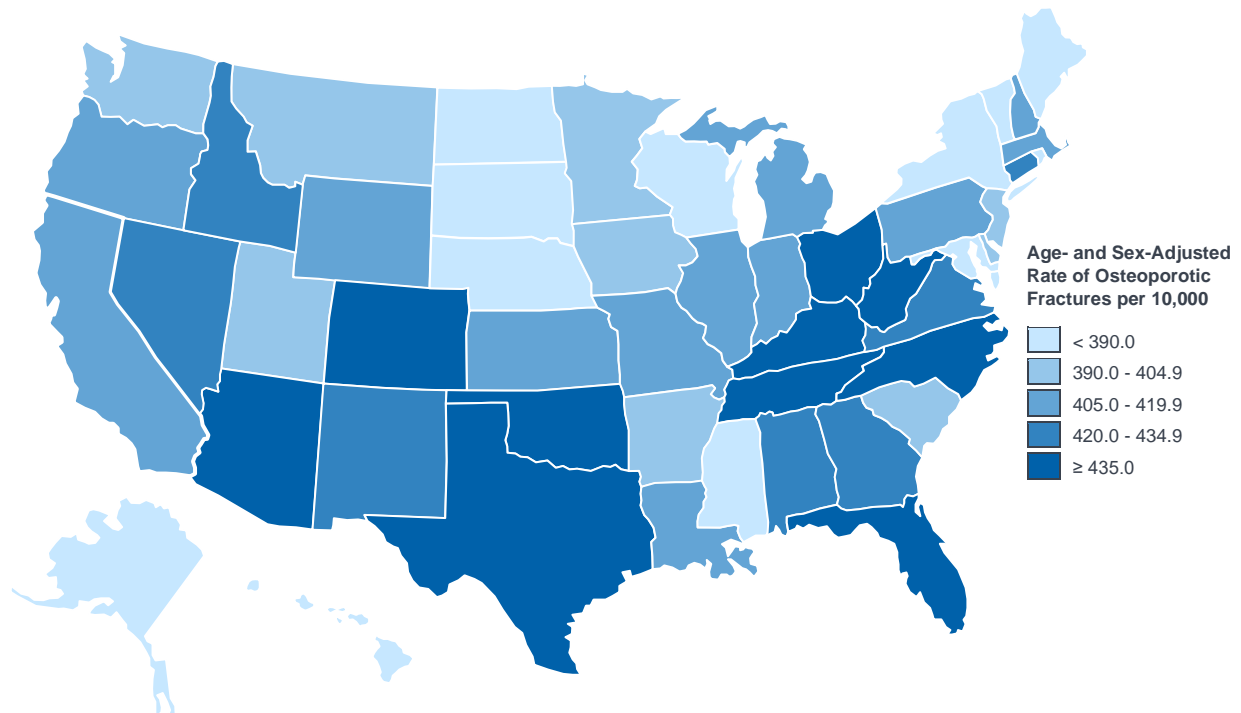 Age- and Sex-Adjusted
Rate of Osteoporotic
Fractures per 10,000
< 390.0
390.0 - 404.9
405.0 - 419.9
420.0 - 434.9
≥ 435.0